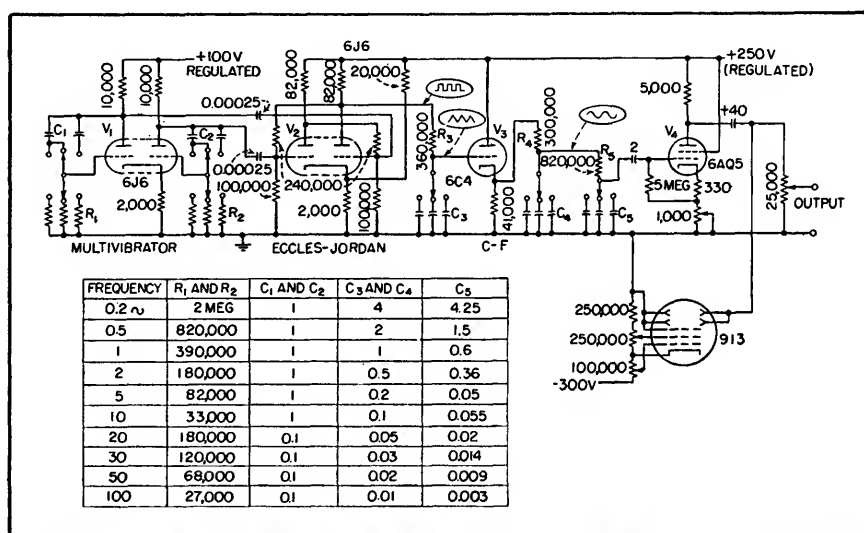 +100V
REGULATED
10,000
10,000
0.00025
C₁
V₁
C₂
6J6
2,000
R₁
R₂
MULTIVIBRATOR
6J6
82,000
82,000
20,000
V₂
0.00025
100,000
240,000
2,000
100,000
ECCLES-JORDAN
R₃
360,000
V₃
6C4
C₃
41,000
C-F
R₄
300,000
C₄
820,000
R₅
C₅
2
+250V
(REGULATED)
5,000
+40
V₄
6AQ5
5 MEG
330
1,000
25,000
OUTPUT
250,000
250,000
100,000
-300V
913
FREQUENCY R₁ AND R₂ C₁ AND C₂ C₃ AND C₄ C₅
0.2 ~ 2 MEG 1 4 4.25
0.5 820,000 1 2 1.5
1 390,000 1 1 0.6
2 180,000 1 0.5 0.36
5 82,000 1 0.2 0.05
10 33,000 1 0.1 0.055
20 180,000 0.1 0.05 0.02
30 120,000 0.1 0.03 0.014
50 68,000 0.1 0.02 0.009
100 27,000 0.1 0.01 0.003